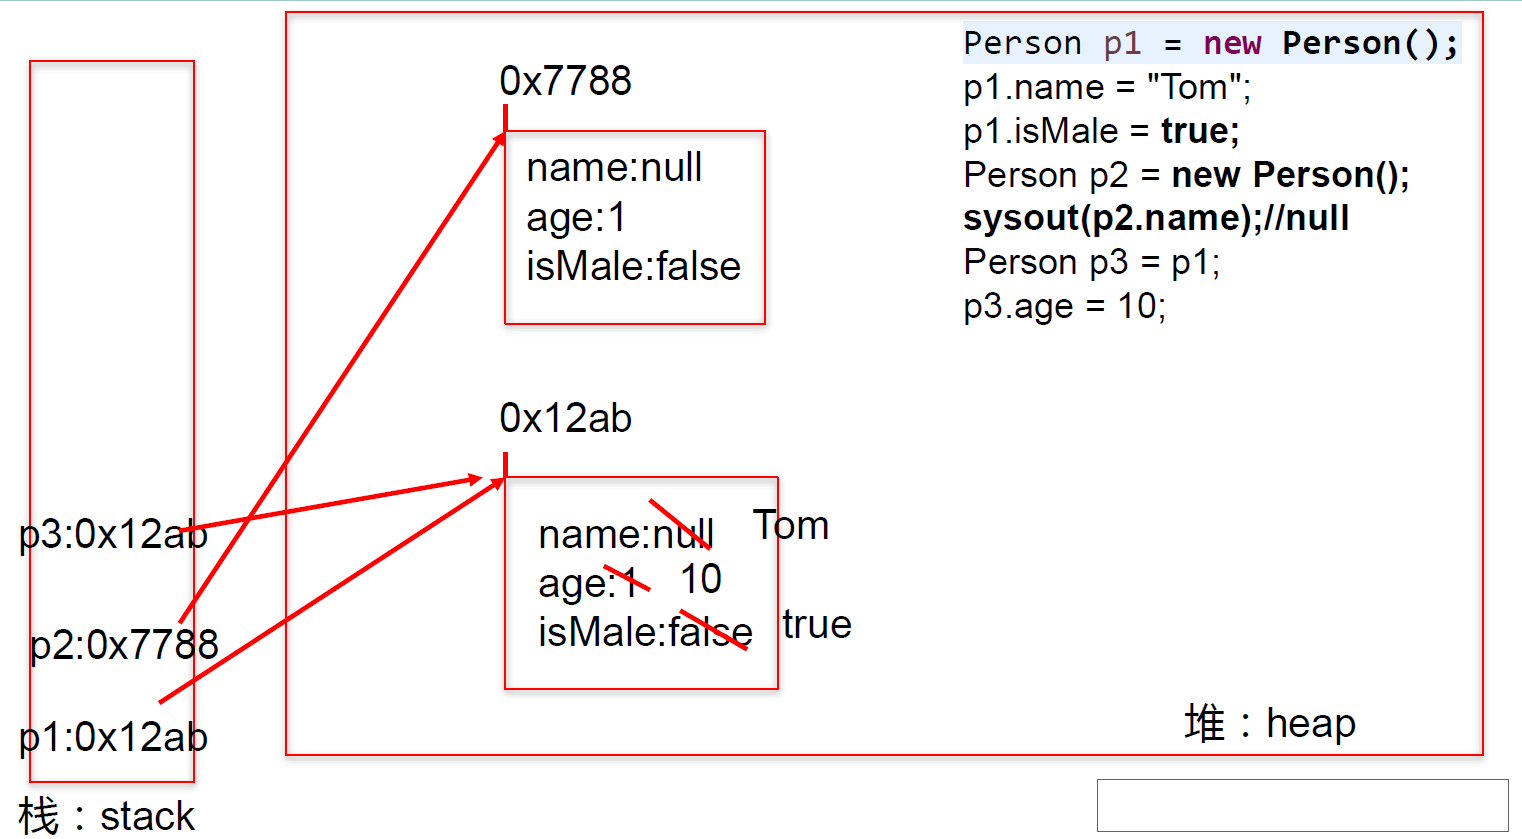 Person p1 = new Person();
p1.name = "Tom";
p1.isMale = true;
Person p2 = new Person();
sysout(p2.name);//null
Person p3 = p1;
p3.age = 10;
0x7788
name:null
age:1
isMale:false
0x12ab
name:null Tom
age:1 10
isMale:false true
p3:0x12ab
p2:0x7788
p1:0x12ab
堆：heap
栈：stack